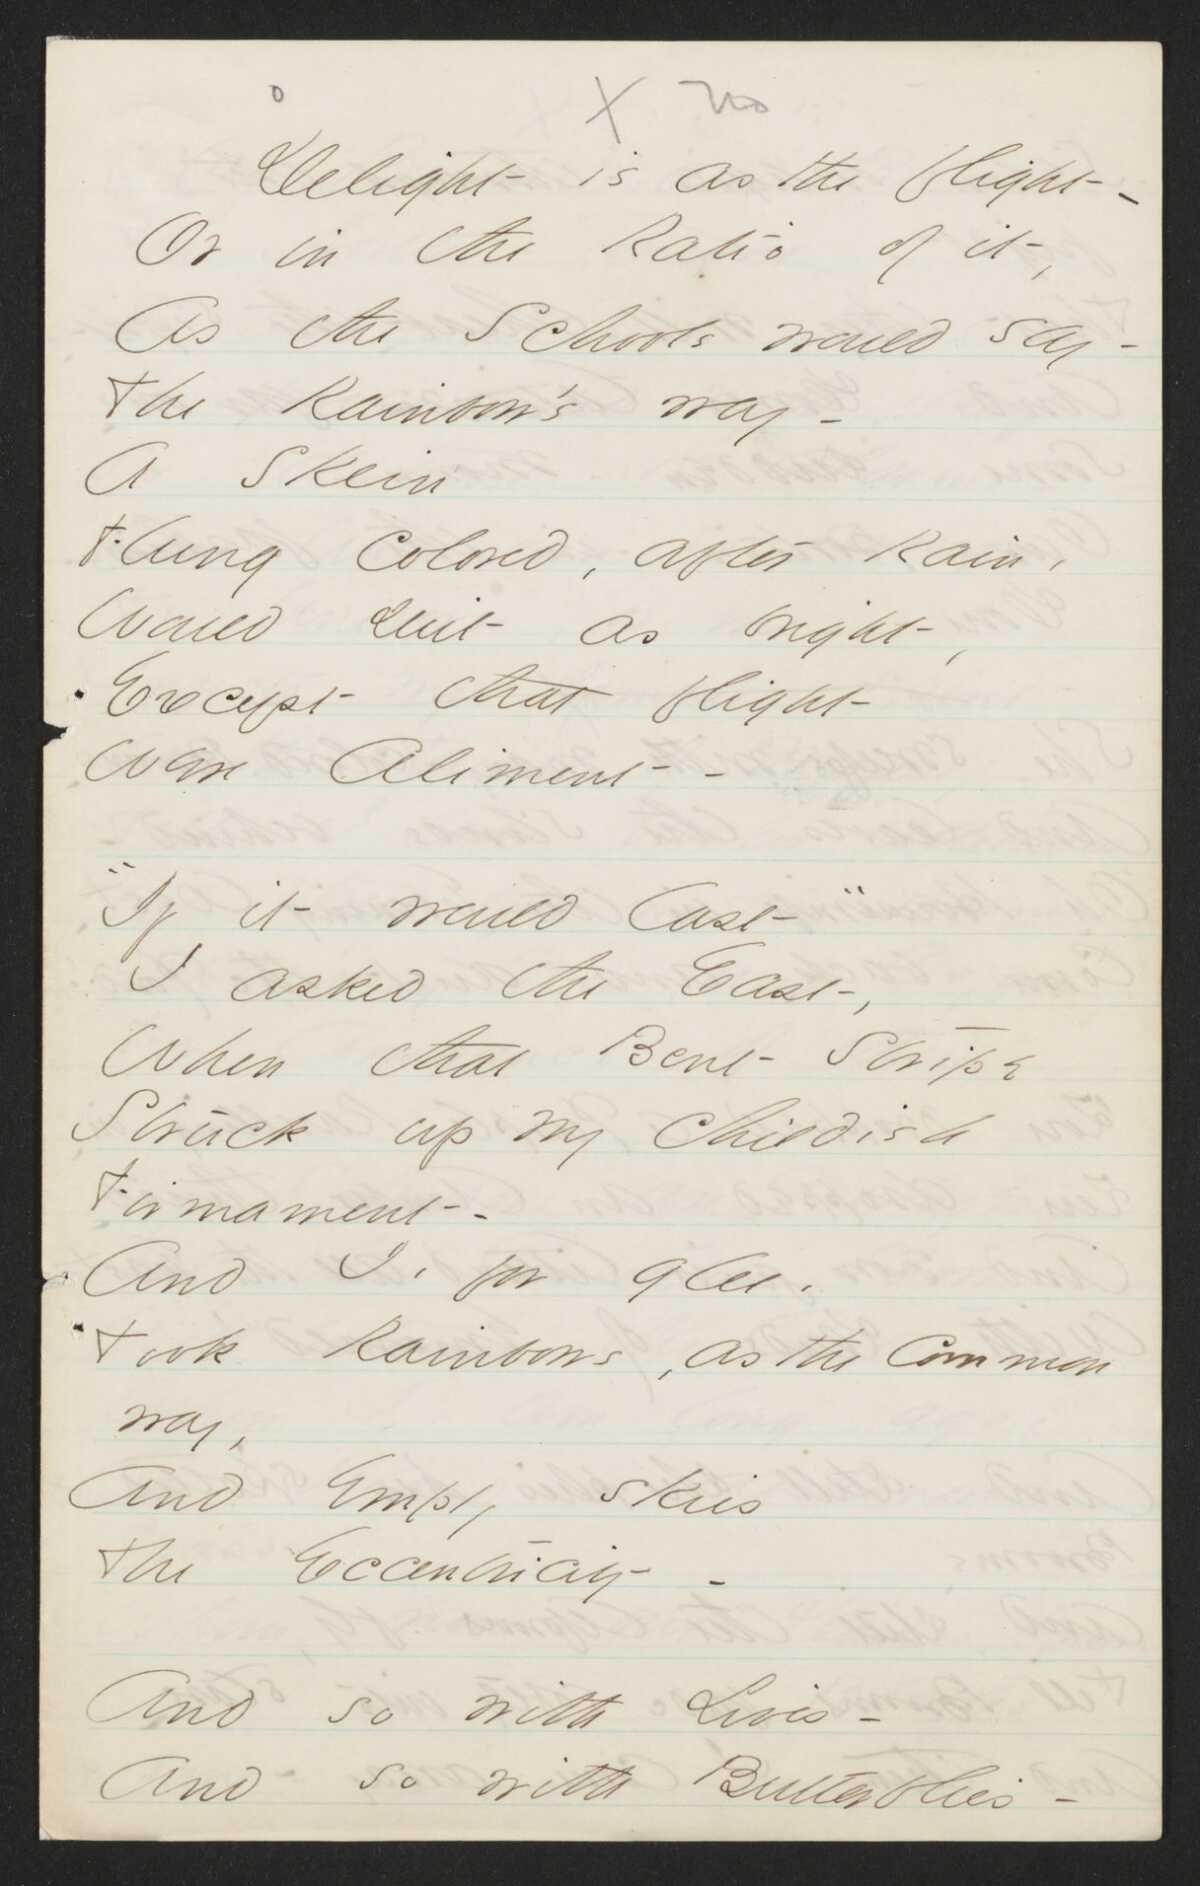 o X no
Delight is as the flight -
Or in the Ratio of it,
As the Schools would say -
The Rainbow's way -
A Skein
Flung colored, after Rain,
Would suit as bright,
Except that flight
Were Aliment -
"If it would last"
I asked the East,
When that Bent Stripe
Struck up my childish
Firmament -
And I, for glee,
Took Rainbows, as the common
way,
And Empty skies
The Eccentricity -
And so with Lives -
And so with Butterflies -